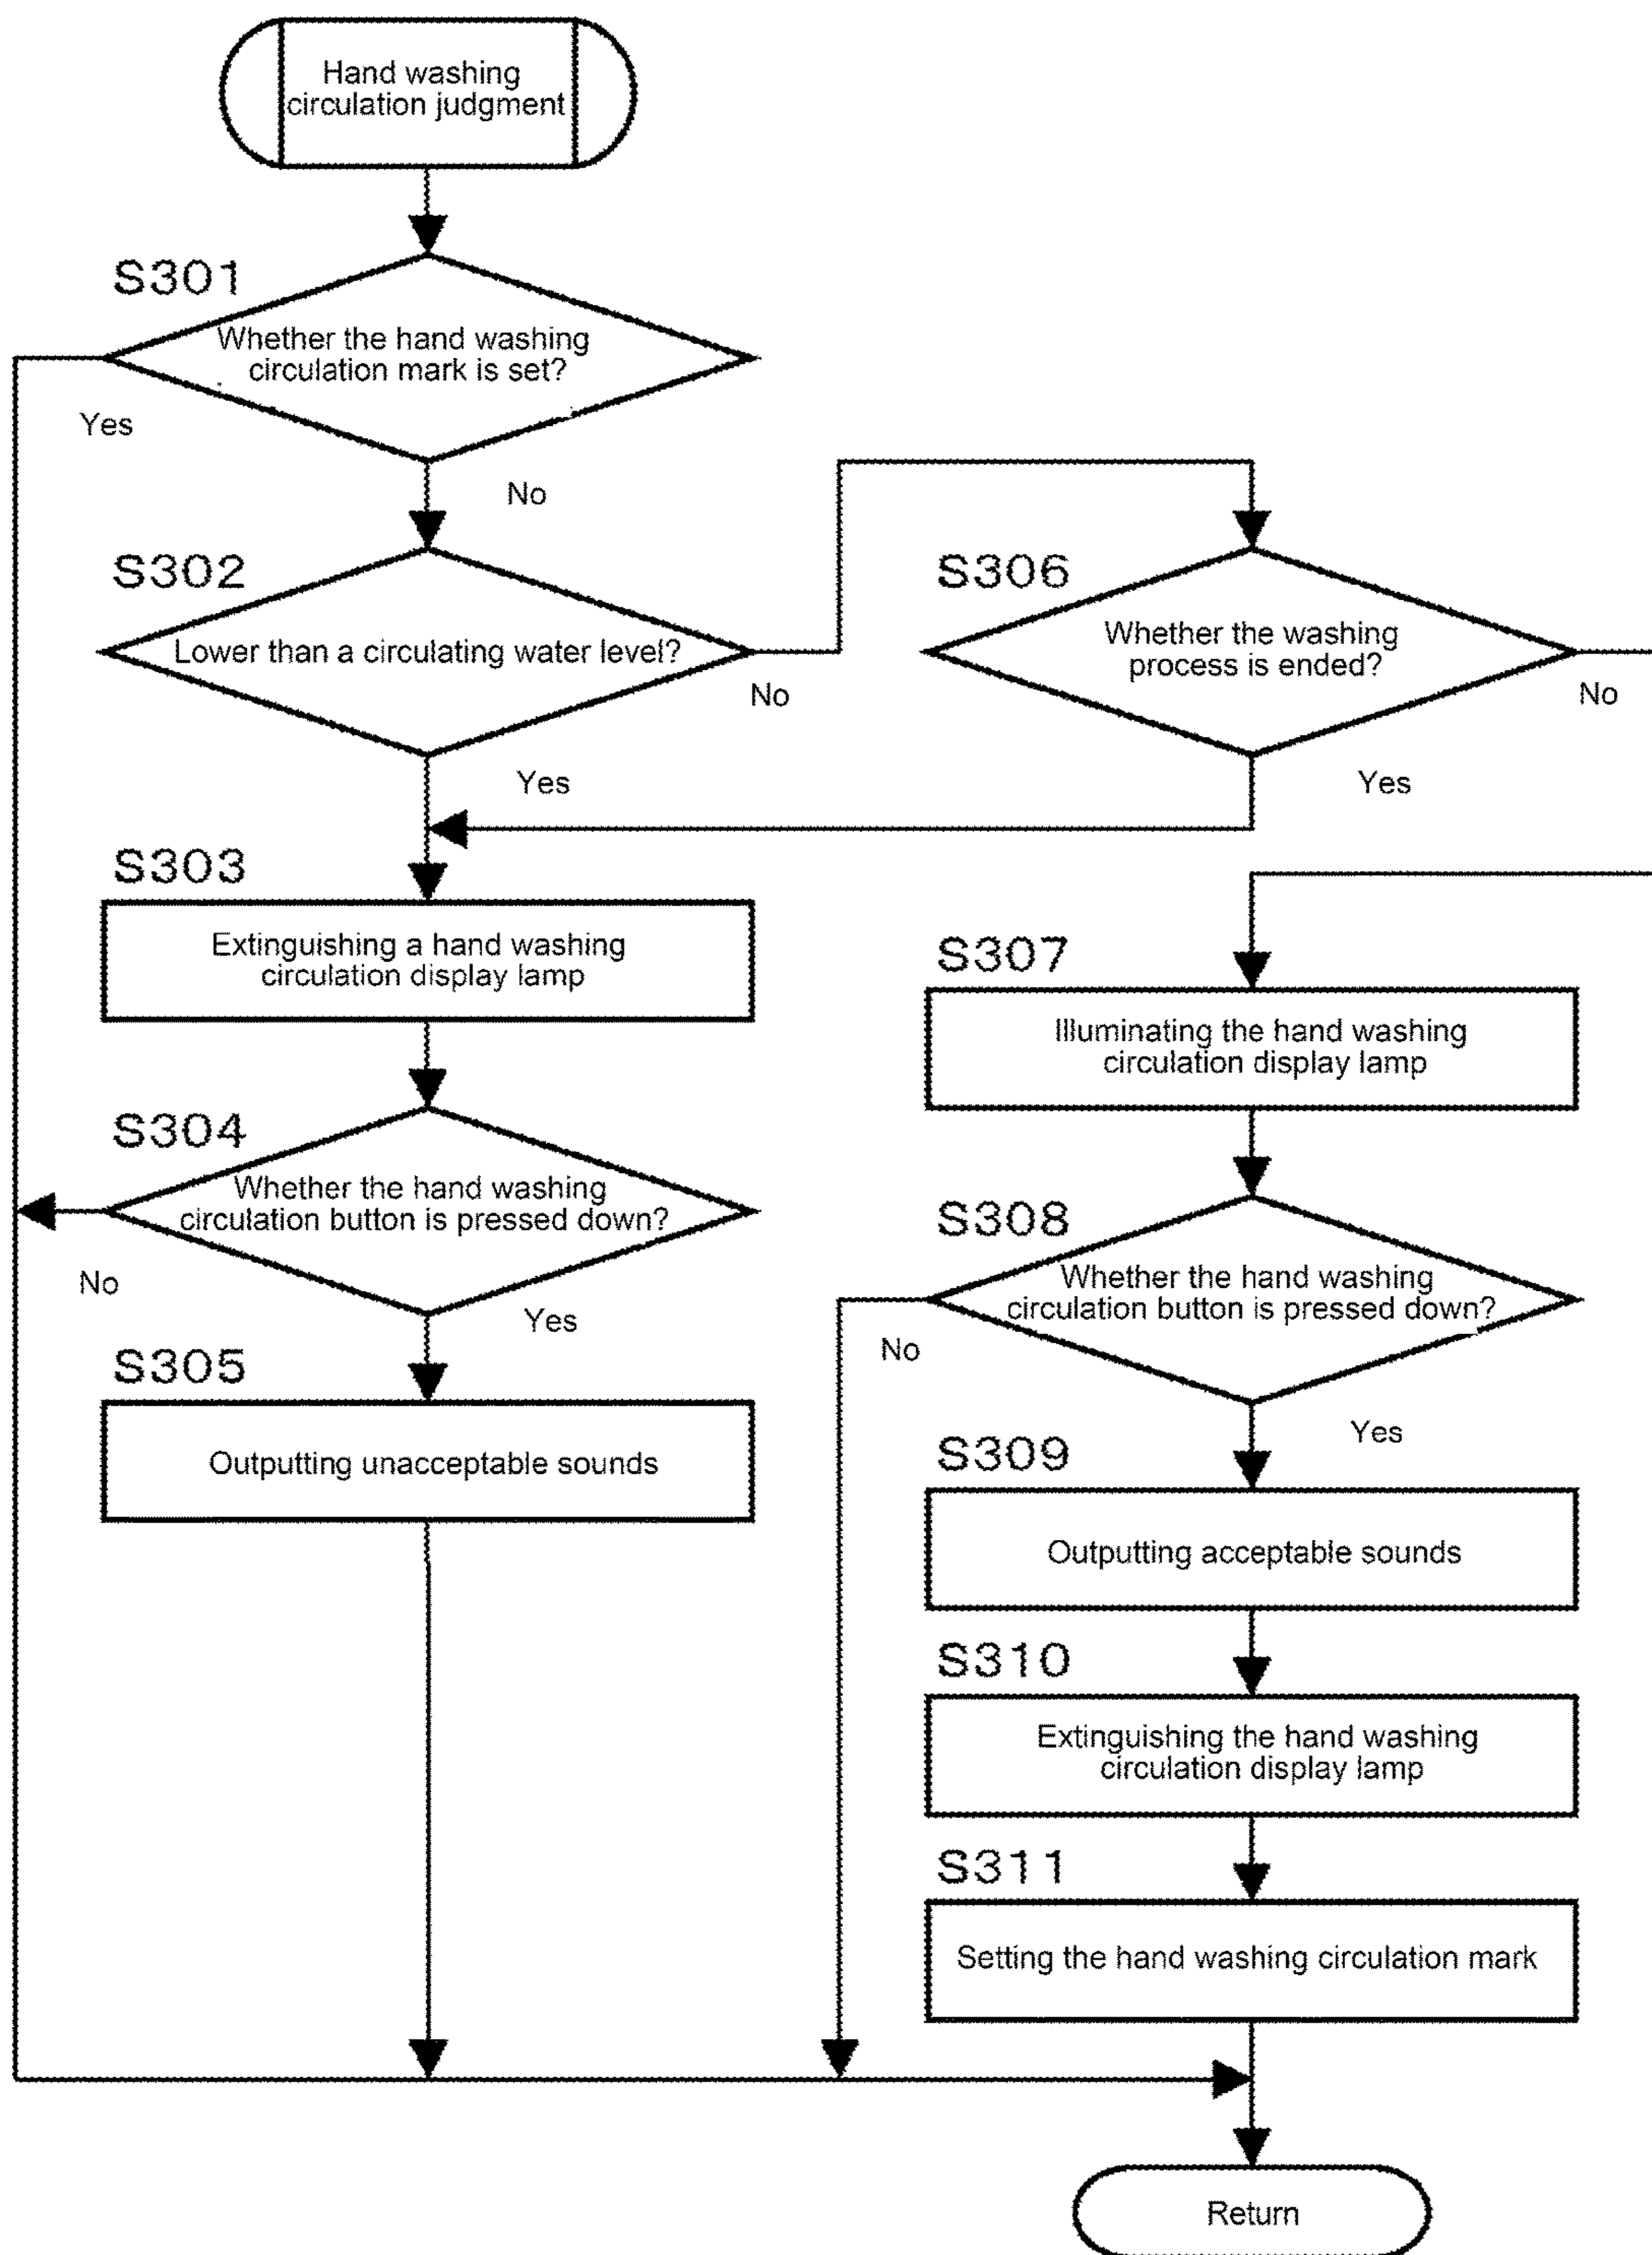 Hand washing
circulation judgment
S301
Whether the hand washing
circulation mark is set?
Yes
No
S302
Lower than a circulating water level?
No
Yes
S306
Whether the washing
process is ended?
No
Yes
S303
Extinguishing a hand washing
circulation display lamp
S304
Whether the hand washing
circulation button is pressed down?
No
Yes
S305
Outputting unacceptable sounds
S307
Illuminating the hand washing
circulation display lamp
S308
Whether the hand washing
circulation button is pressed down?
No
Yes
S309
Outputting acceptable sounds
S310
Extinguishing the hand washing
circulation display lamp
S311
Setting the hand washing circulation mark
Return